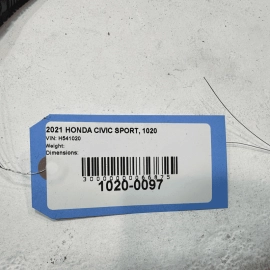 2021 HONDA CIVIC SPORT, 1020
VIN: H541020
Weight:
Dimensions:
1020-0097